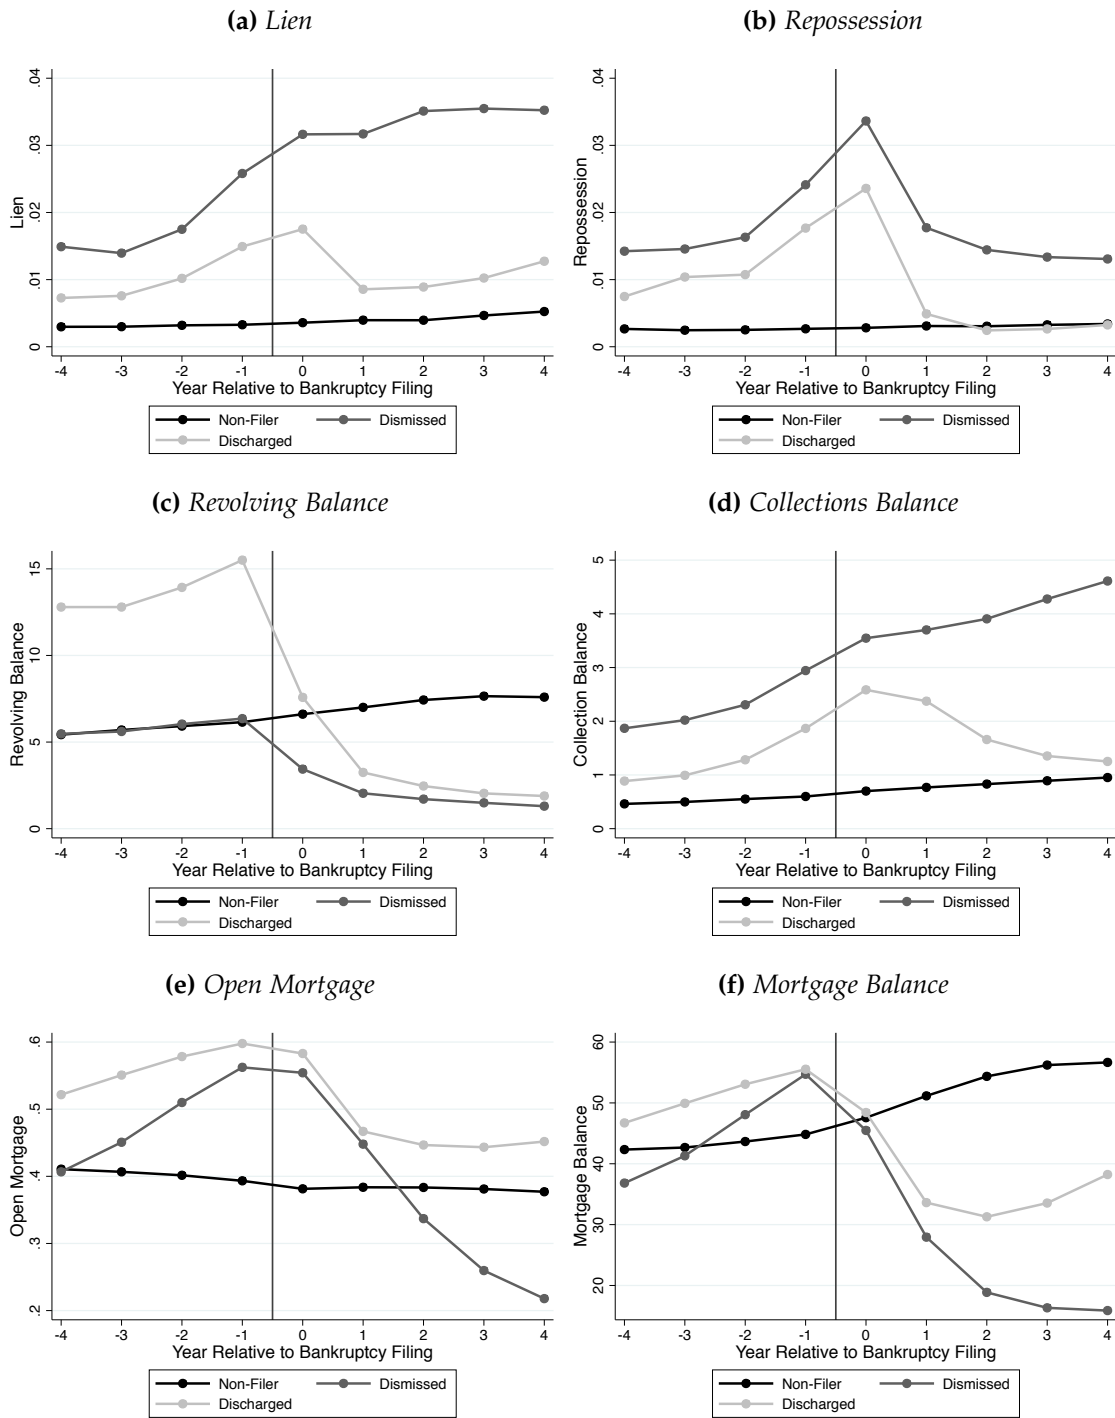 (a) Lien
.04
.03
.02
.01
0
Lien
-4 -3 -2 -1 0 1 2 3 4
Year Relative to Bankruptcy Filing
Non-Filer Dismissed
Discharged
(b) Repossession
.04
.03
.02
.01
0
Repossession
-4 -3 -2 -1 0 1 2 3 4
Year Relative to Bankruptcy Filing
Non-Filer Dismissed
Discharged
(c) Revolving Balance
15
10
5
0
Revolving Balance
-4 -3 -2 -1 0 1 2 3 4
Year Relative to Bankruptcy Filing
Non-Filer Dismissed
Discharged
(d) Collections Balance
5
4
3
2
1
0
Collection Balance
-4 -3 -2 -1 0 1 2 3 4
Year Relative to Bankruptcy Filing
Non-Filer Dismissed
Discharged
(e) Open Mortgage
.6
.5
.4
.3
.2
Open Mortgage
-4 -3 -2 -1 0 1 2 3 4
Year Relative to Bankruptcy Filing
Non-Filer Dismissed
Discharged
(f) Mortgage Balance
60
50
40
30
20
Mortgage Balance
-4 -3 -2 -1 0 1 2 3 4
Year Relative to Bankruptcy Filing
Non-Filer Dismissed
Discharged